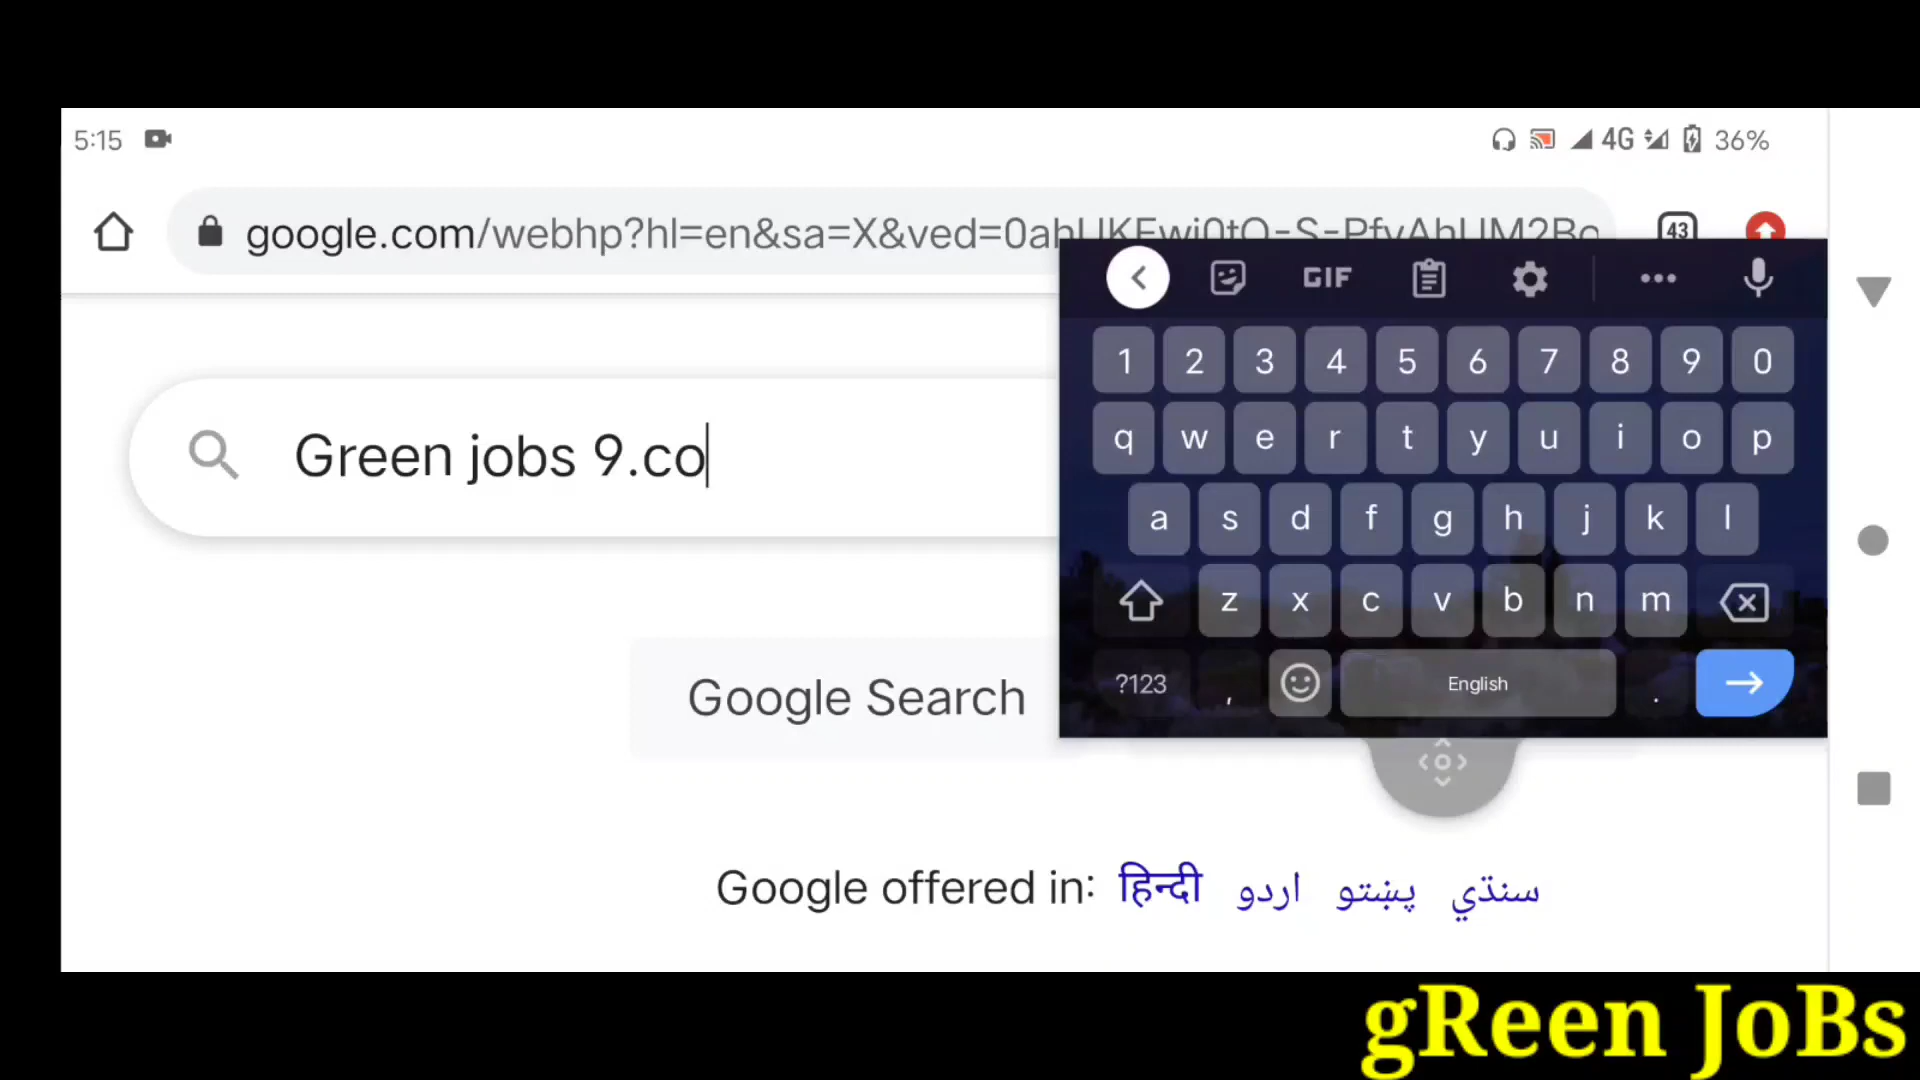 5:15 4G 36%
google.com/webhp?hl=en&sa=X&ved= 43
GIF
1 2 3 4 5 6 7 8 9 0
q w e r t y u i o p
Green jobs 9.co
a s d f g h j k l
z x c v b n m
?123 , English .
Google Search
Google offered in: हिन्दी اردو پښتو سنڌي
gReen JoBs